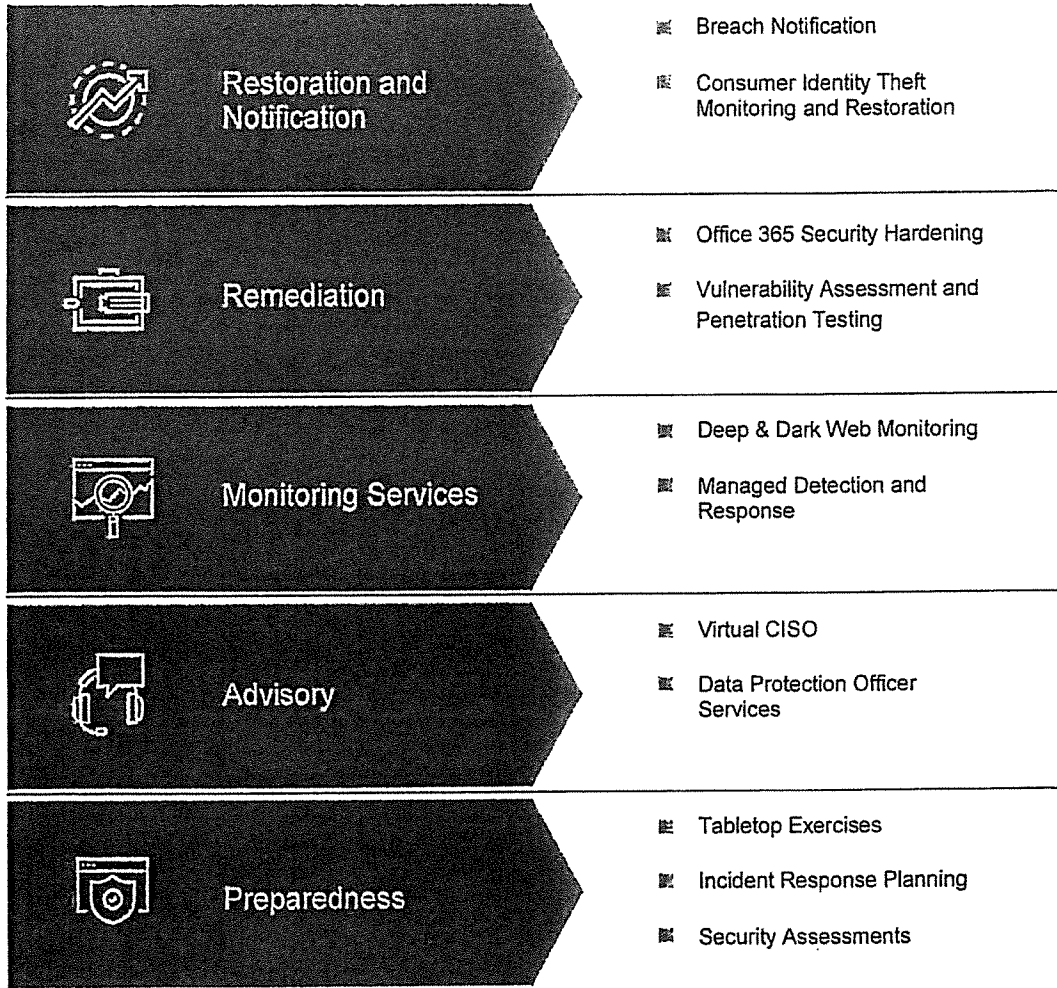 Restoration and
Notification
Breach Notification
Consumer Identity Theft
Monitoring and Restoration
Remediation
Office 365 Security Hardening
Vulnerability Assessment and
Penetration Testing
Monitoring Services
Deep & Dark Web Monitoring
Managed Detection and
Response
Advisory
Virtual CISO
Data Protection Officer
Services
Preparedness
Tabletop Exercises
Incident Response Planning
Security Assessments